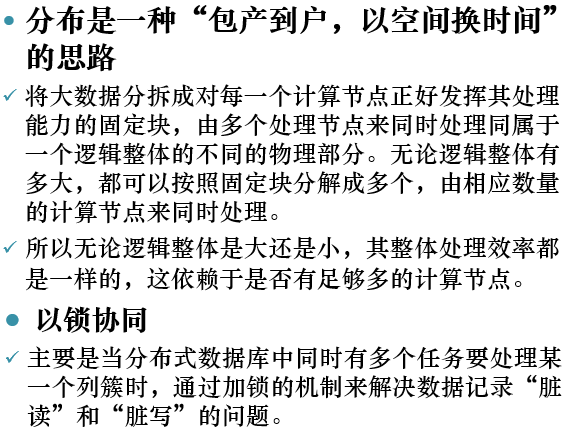 • 分布是一种“包产到户，以空间换时间”
的思路
✓ 将大数据分拆成对每一个计算节点正好发挥其处理
能力的固定块，由多个处理节点来同时处理同属于
一个逻辑整体的不同的物理部分。无论逻辑整体有
多大，都可以按照固定块分解成多个，由相应数量
的计算节点来同时处理。
✓ 所以无论逻辑整体是大还是小，其整体处理效率都
是一样的，这依赖于是否有足够多的计算节点。
• 以锁协同
✓ 主要是当分布式数据库中同时有多个任务要处理某
一个列簇时，通过加锁的机制来解决数据记录“脏
读”和“脏写”的问题。